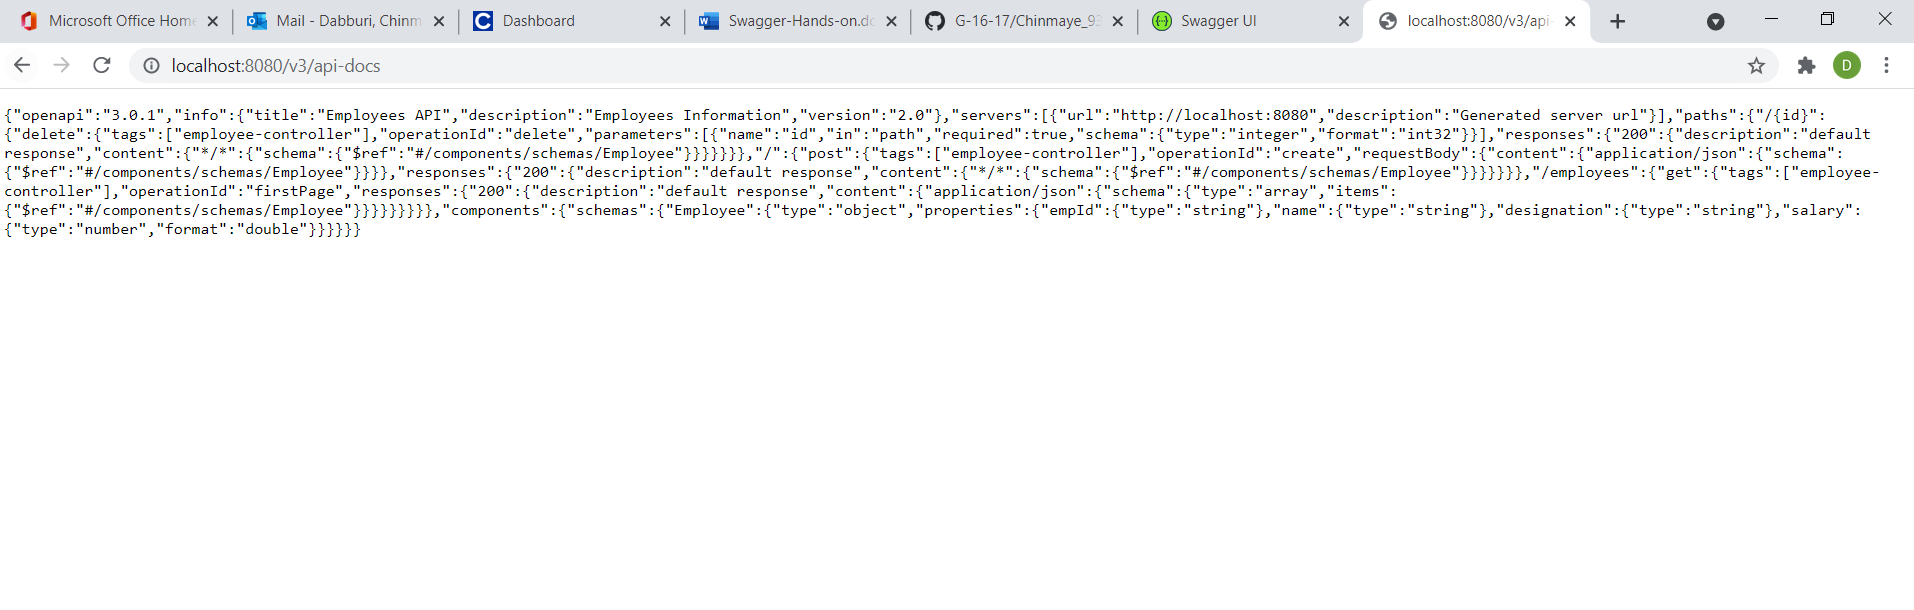 Microsoft Office Home
Mail - Dabburi, Chinm
Dashboard
Swagger-Hands-on.do
G-16-17/Chinmaye_93
Swagger UI
localhost:8080/v3/api-
localhost:8080/v3/api-docs
D
{"openapi":"3.0.1","info":{"title":"Employees API","description":"Employees Information","version":"2.0"},"servers":[{"url":"http://localhost:8080","description":"Generated server url"}],"paths":{"/{id}":
{"delete":{"tags":["employee-controller"],"operationId":"delete","parameters":[{"name":"id","in":"path","required":true,"schema":{"type":"integer","format":"int32"}}],"responses":{"200":{"description":"default
response","content":{"*/*":{"schema":{"$ref":"#/components/schemas/Employee"}}}}}}},"/":{"post":{"tags":["employee-controller"],"operationId":"create","requestBody":{"content":{"application/json":{"schema":
{"$ref":"#/components/schemas/Employee"}}}},"responses":{"200":{"description":"default response","content":{"*/*":{"schema":{"$ref":"#/components/schemas/Employee"}}}}}}},"/employees":{"get":{"tags":["employee-
controller"],"operationId":"firstPage","responses":{"200":{"description":"default response","content":{"application/json":{"schema":{"type":"array","items":
{"$ref":"#/components/schemas/Employee"}}}}}}}}},"components":{"schemas":{"Employee":{"type":"object","properties":{"empId":{"type":"string"},"name":{"type":"string"},"designation":{"type":"string"},"salary":
{"type":"number","format":"double"}}}}}}